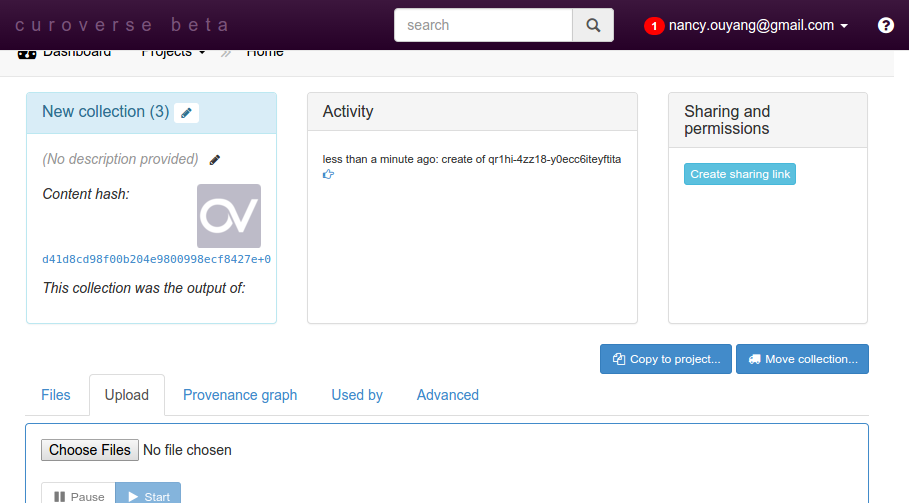 curoverse beta
search
1 nancy.ouyang@gmail.com
Dashboard Projects // Home
New collection (3)
(No description provided)
Content hash:
d41d8cd98f00b204e9800998ecf8427e+0
This collection was the output of:
Activity
less than a minute ago: create of qr1hi-4zz18-y0ecc6iteyftita
Sharing and
permissions
Create sharing link
Copy to project...
Move collection...
Files Upload Provenance graph Used by Advanced
Choose Files No file chosen
Pause Start